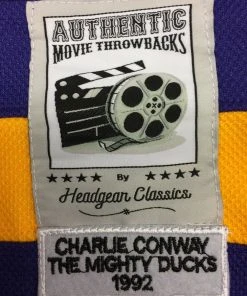 AUTHENTIC
MOVIE THROWBACKS
By
Headgear Classics
CHARLIE CONWAY
THE MIGHTY DUCKS
1992